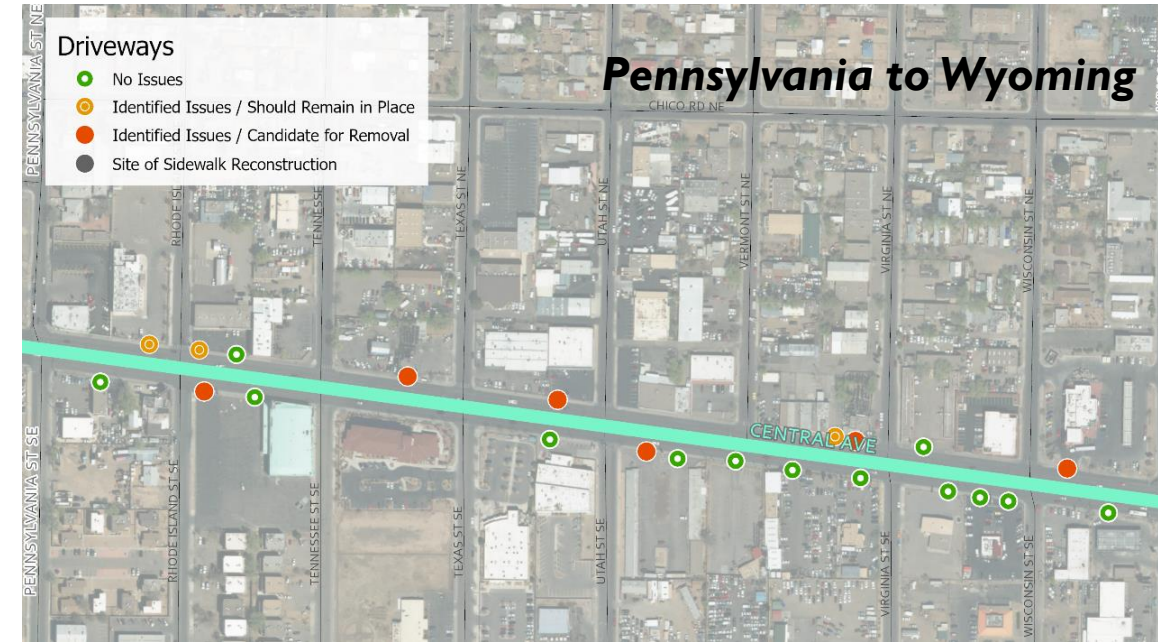 PENNSYLVANIA ST NE
Driveways
No Issues
Identified Issues / Should Remain in Place
Identified Issues / Candidate for Removal
Site of Sidewalk Reconstruction
Pennsylvania to Wyoming
CHICO RD NE
RHODE ISL
TENNESSE
TEXAS ST NE
UTAH ST NE
VERMONT ST NE
VIRGINIA ST NE
WISCONSIN ST NE
CENTRAL AVE
PENNSYLVANIA ST SE
RHODE ISLAND ST SE
TENNESSEE ST SE
TEXAS ST SE
UTAH ST SE
VIRGINIA ST SE
WISCONSIN ST SE